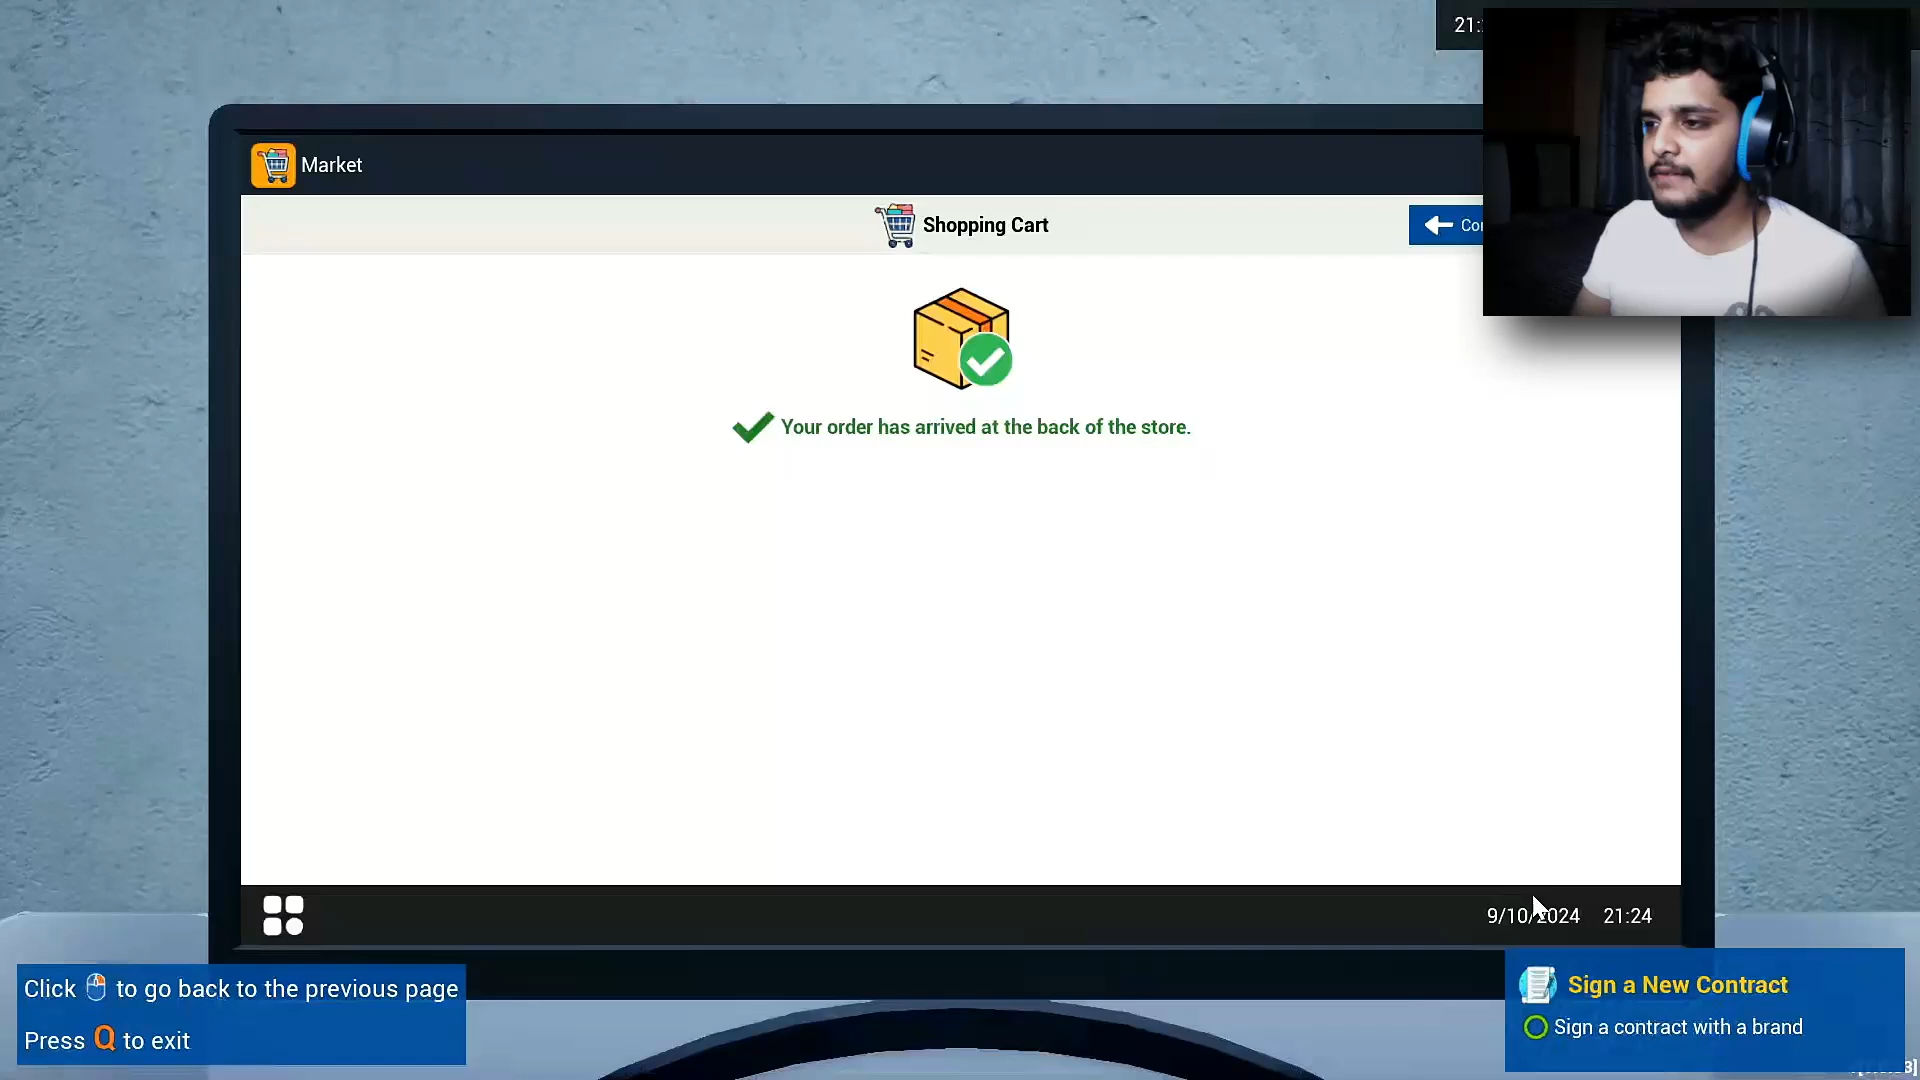 21:
Market
Shopping Cart
Your order has arrived at the back of the store.
9/10/2024 21:24
Click to go back to the previous page
Press Q to exit
Sign a New Contract
Sign a contract with a brand